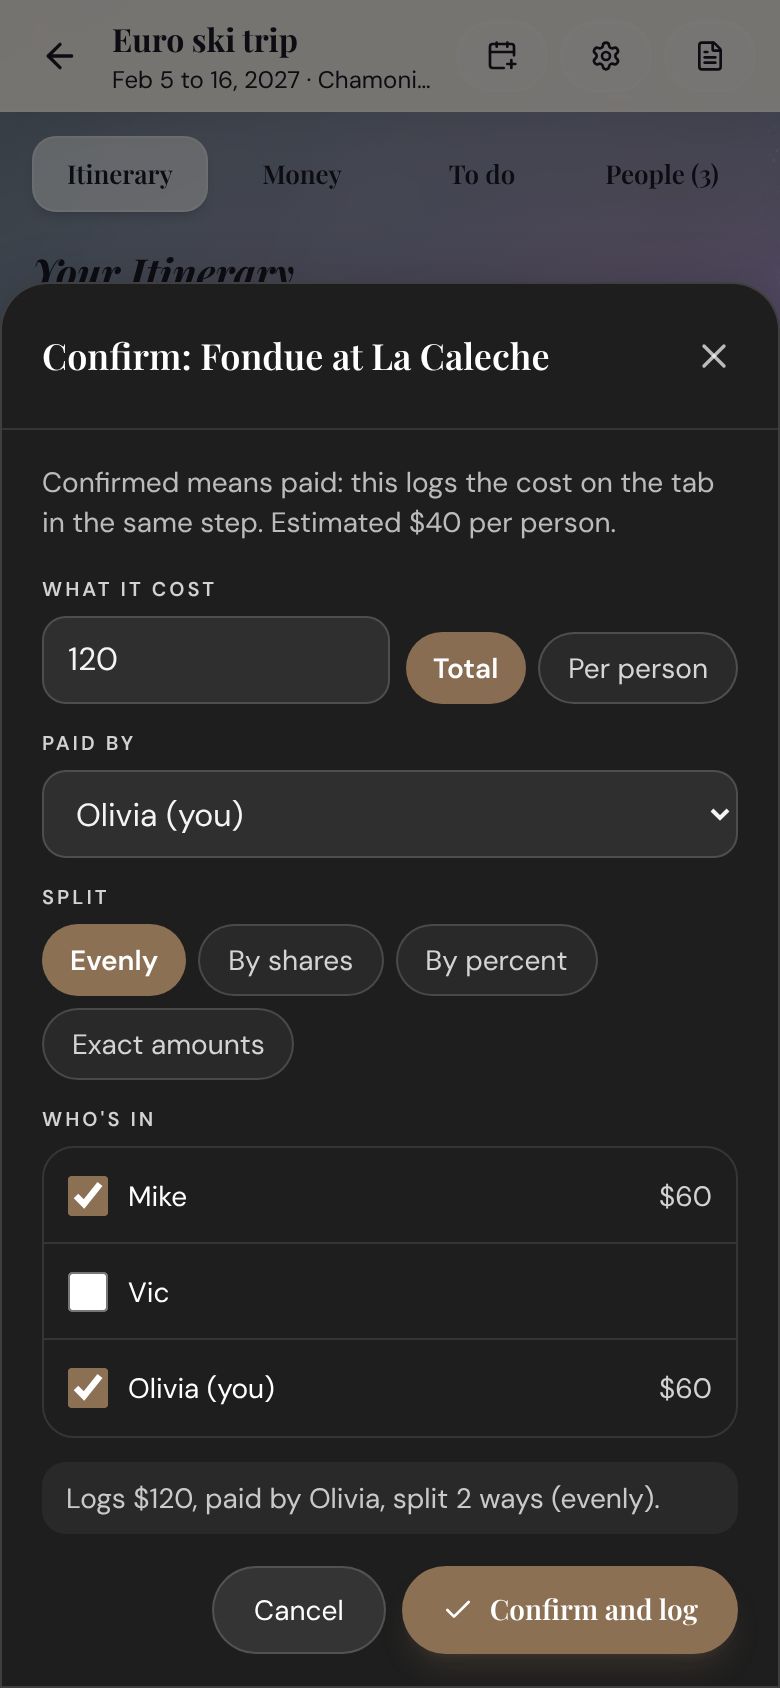 Euro ski trip
Feb 5 to 16, 2027 · Chamoni...
Itinerary
Money
To do
People (3)
Your Itinerary
Confirm: Fondue at La Caleche
Confirmed means paid: this logs the cost on the tab
in the same step. Estimated $40 per person.
WHAT IT COST
120
Total
Per person
PAID BY
Olivia (you)
SPLIT
Evenly
By shares
By percent
Exact amounts
WHO'S IN
Mike $60
Vic
Olivia (you) $60
Logs $120, paid by Olivia, split 2 ways (evenly).
Cancel
Confirm and log